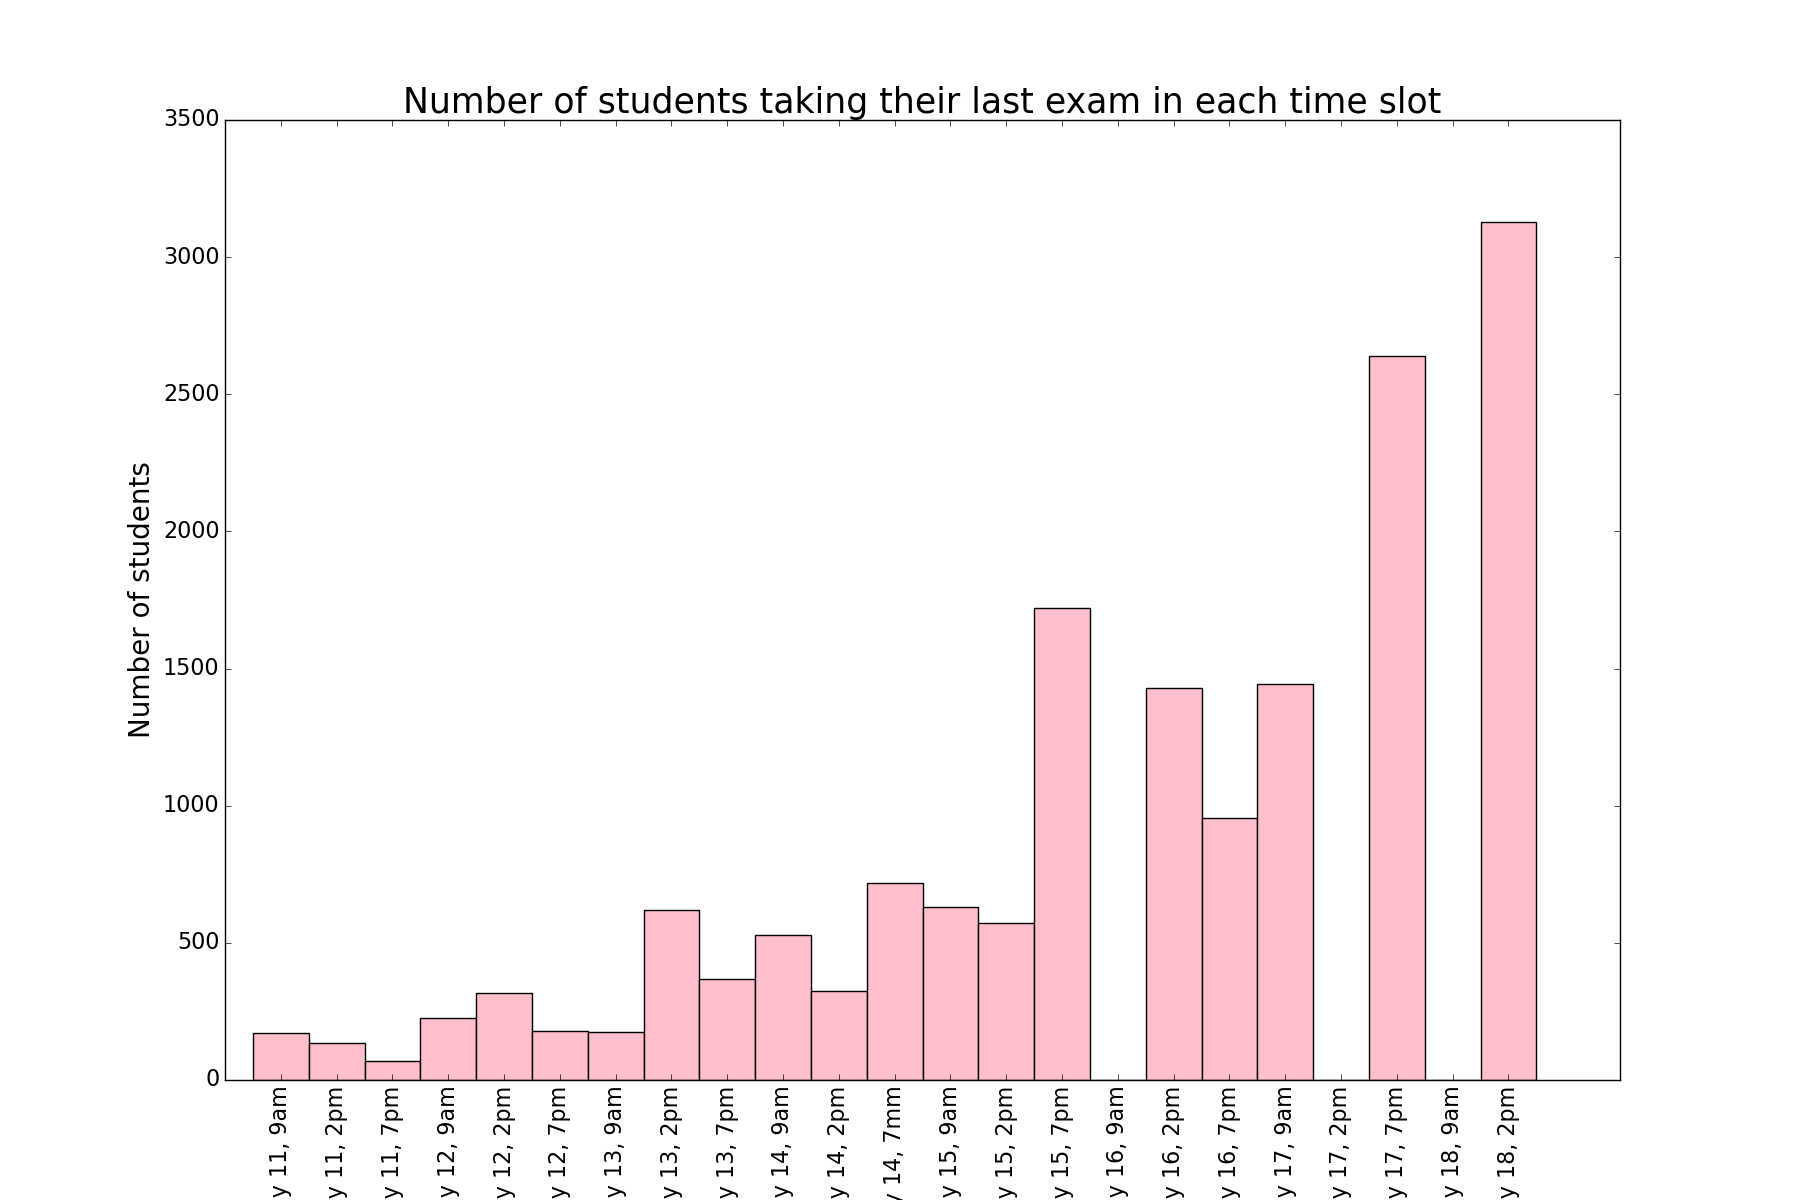 Number of students taking their last exam in each time slot
3500
3000
2500
2000
1500
1000
500
0
Number of students
y 11, 9am
y 11, 2pm
y 11, 7pm
y 12, 9am
y 12, 2pm
y 12, 7pm
y 13, 9am
y 13, 2pm
y 13, 7pm
y 14, 9am
y 14, 2pm
y 14, 7mm
y 15, 9am
y 15, 2pm
y 15, 7pm
y 16, 9am
y 16, 2pm
y 16, 7pm
y 17, 9am
y 17, 2pm
y 17, 7pm
y 18, 9am
y 18, 2pm